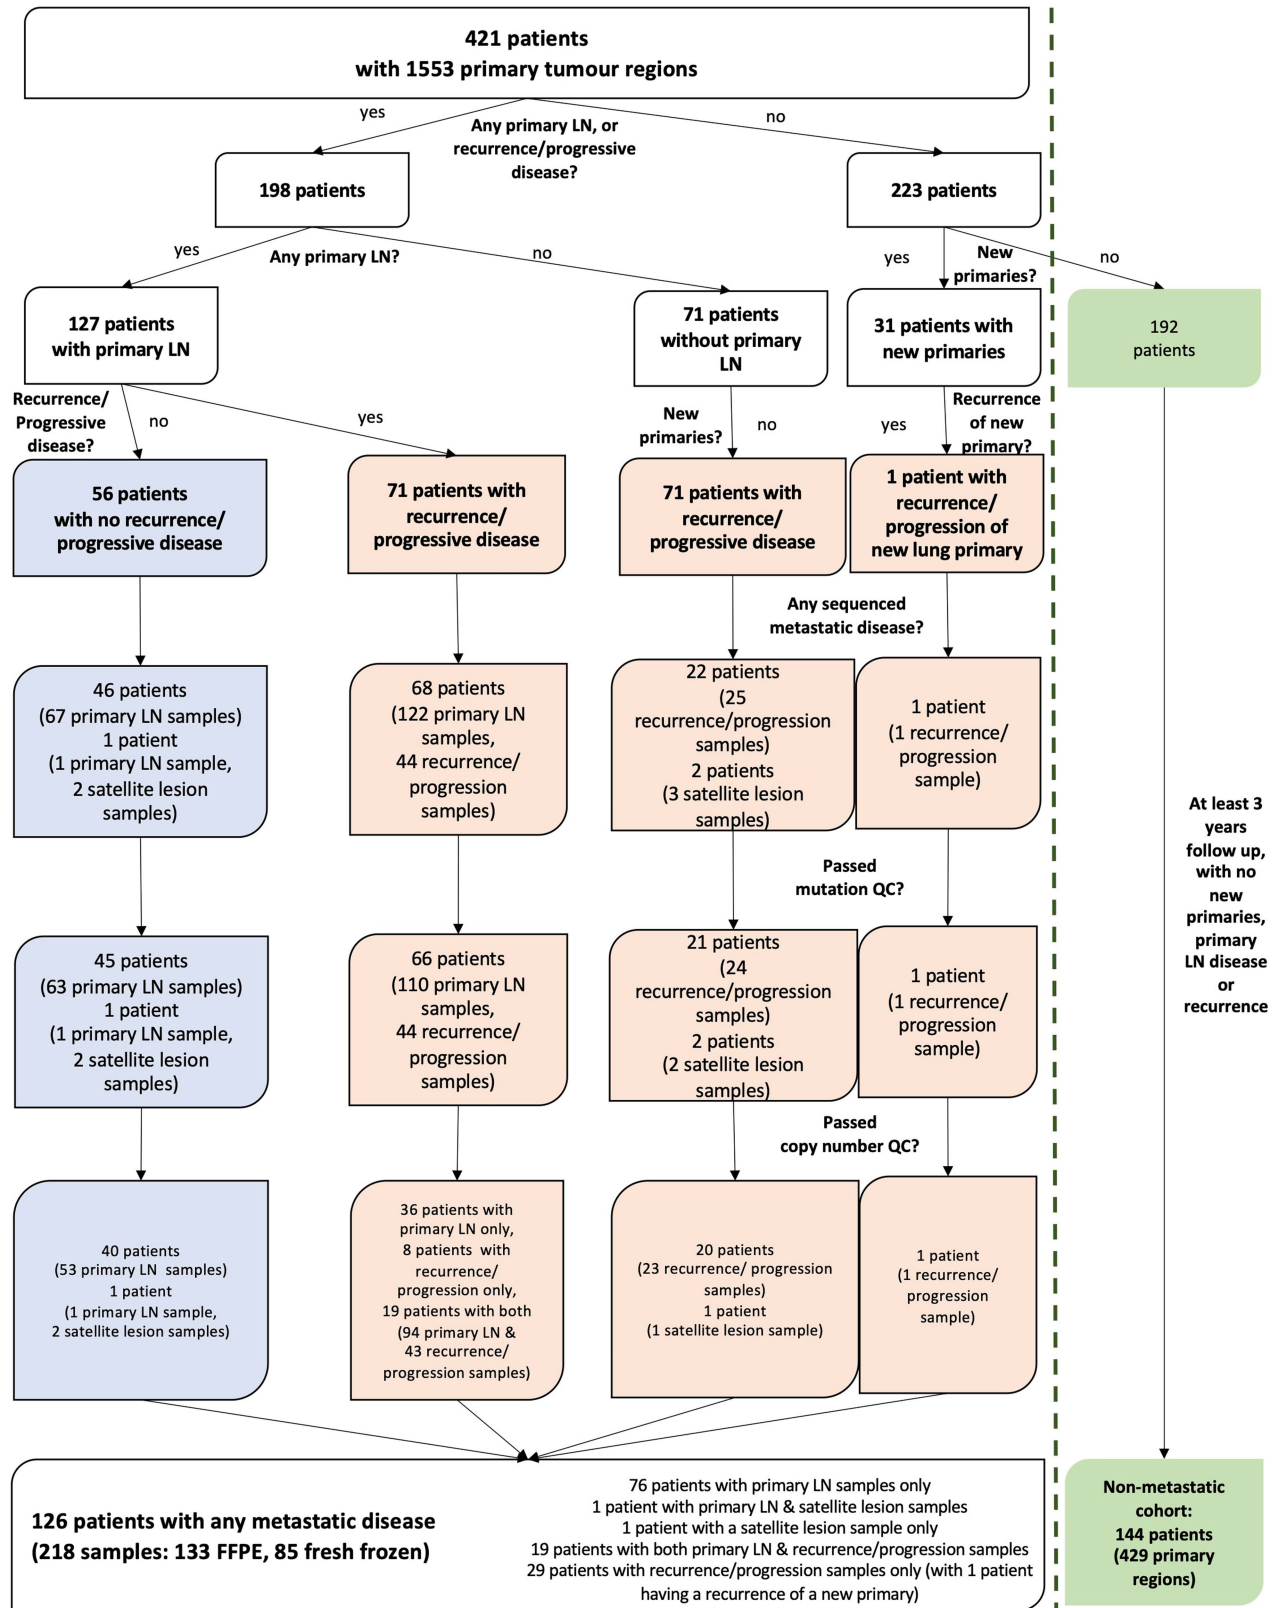 421 patients
with 1553 primary tumour regions
yes
Any primary LN, or
recurrence/progressive
disease?
no
198 patients
223 patients
yes
Any primary LN?
no
yes
New
primaries?
no
127 patients
with primary LN
71 patients
without primary
LN
31 patients with
new primaries
192
patients
Recurrence/
Progressive
disease?
no
yes
New
primaries?
no
yes
Recurrence
of new
primary?
56 patients
with no recurrence/
progressive disease
71 patients with
recurrence/
progressive disease
71 patients with
recurrence/
progressive disease
1 patient with
recurrence/
progression of
new lung primary
Any sequenced
metastatic disease?
46 patients
(67 primary LN samples)
1 patient
(1 primary LN sample,
2 satellite lesion
samples)
68 patients
(122 primary LN
samples,
44 recurrence/
progression
samples)
22 patients
(25
recurrence/progression
samples)
2 patients
(3 satellite lesion
samples)
1 patient
(1 recurrence/
progression
sample)
At least 3
years
follow up,
with no
new
primaries,
primary
LN disease
or
recurrence
Passed
mutation QC?
45 patients
(63 primary LN samples)
1 patient
(1 primary LN sample,
2 satellite lesion
samples)
66 patients
(110 primary LN
samples,
44 recurrence/
progression
samples)
21 patients
(24
recurrence/progression
samples)
2 patients
(2 satellite lesion
samples)
1 patient
(1 recurrence/
progression
sample)
Passed
copy number QC?
40 patients
(53 primary LN samples)
1 patient
(1 primary LN sample,
2 satellite lesion samples)
36 patients with
primary LN only,
8 patients with
recurrence/
progression only,
19 patients with both
(94 primary LN &
43 recurrence/
progression samples)
20 patients
(23 recurrence/ progression
samples)
1 patient
(1 satellite lesion sample)
1 patient
(1 recurrence/
progression
sample)
126 patients with any metastatic disease
(218 samples: 133 FFPE, 85 fresh frozen)
76 patients with primary LN samples only
1 patient with primary LN & satellite lesion samples
1 patient with a satellite lesion sample only
19 patients with both primary LN & recurrence/progression samples
29 patients with recurrence/progression samples only (with 1 patient
having a recurrence of a new primary)
Non-metastatic
cohort:
144 patients
(429 primary
regions)